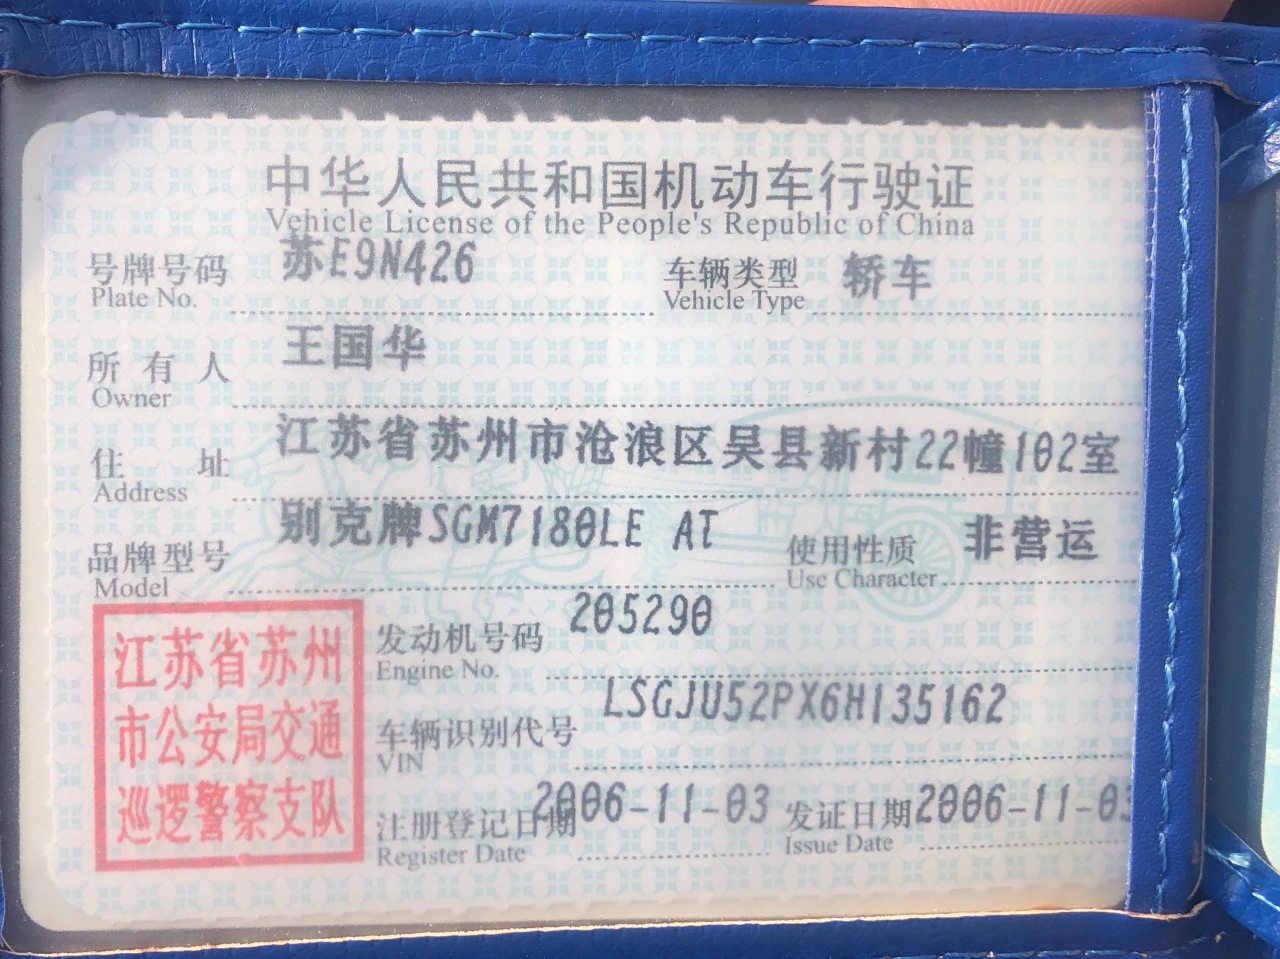 中华人民共和国机动车行驶证
Vehicle License of the People's Republic of China
号牌号码 苏E9N426 车辆类型 轿车
Plate No. Vehicle Type
所有人 王国华
Owner
住址 江苏省苏州市沧浪区吴县新村22幢102室
Address
品牌型号 别克牌SGM7180LE AT 使用性质 非营运
Model Use Character
发动机号码 205290
Engine No.
车辆识别代号 LSGJU52PX6H135162
VIN
注册登记日期 2006-11-03 发证日期 2006-11-03
Register Date Issue Date
江苏省苏州
市公安局交通
巡逻警察支队